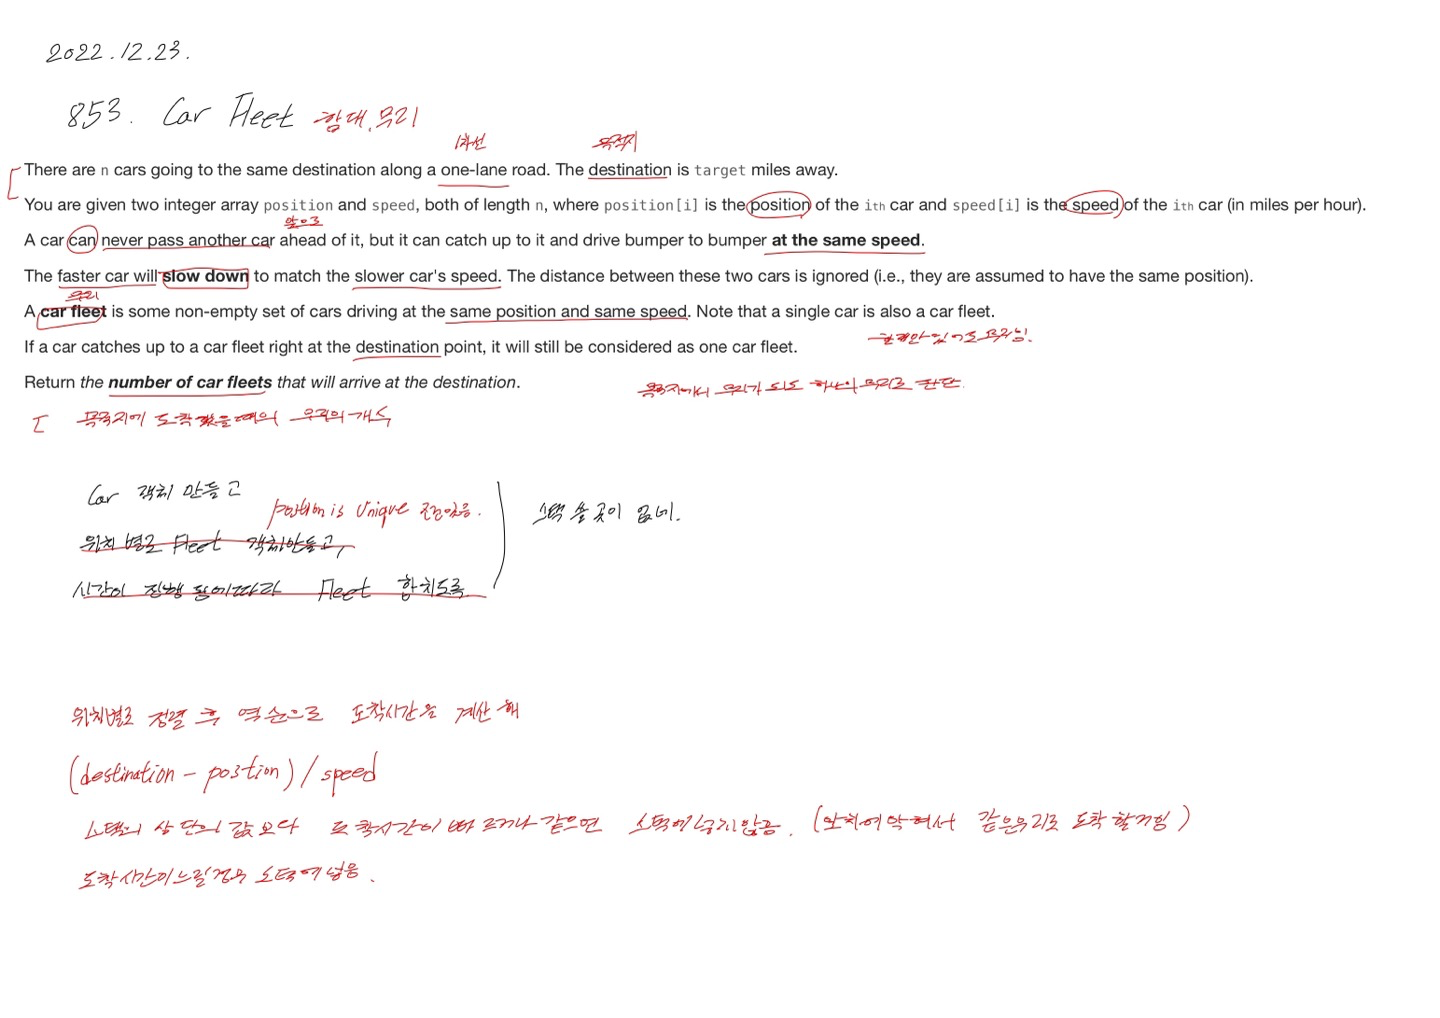 2022.12.23.
853. Car Fleet 함대, 무리
1차선 목적지
There are n cars going to the same destination along a one-lane road. The destination is target miles away.
You are given two integer array position and speed, both of length n, where position[i] is the position of the ith car and speed[i] is the speed of the ith car (in miles per hour).
앞으로
A car can never pass another car ahead of it, but it can catch up to it and drive bumper to bumper at the same speed.
The faster car will slow down to match the slower car's speed. The distance between these two cars is ignored (i.e., they are assumed to have the same position).
무리
A car fleet is some non-empty set of cars driving at the same position and same speed. Note that a single car is also a car fleet.
한개만 있어도 무리임!
If a car catches up to a car fleet right at the destination point, it will still be considered as one car fleet.
Return the number of car fleets that will arrive at the destination.
목적지에서 무리가 되도 하나의 무리로 판단.
목적지에 도착 했을때의 무리의 개수
Car 객체 만들고
position is Unique 조건있음.
스택 쓸 곳이 없네.
위치 별로 Fleet 객체만들고,
시간이 진행 됨에따라 Fleet 합치도록
위치별로 정렬 후 역순으로 도착시간을 계산 해
(destination - postion) / speed
스택의 상단의 값보다 도착시간이 빠르거나 같으면 스택에 넣지않음. (앞차에 막혀서 같은무리로 도착 할거임)
도착시간이느릴경우 스택에 넣음.